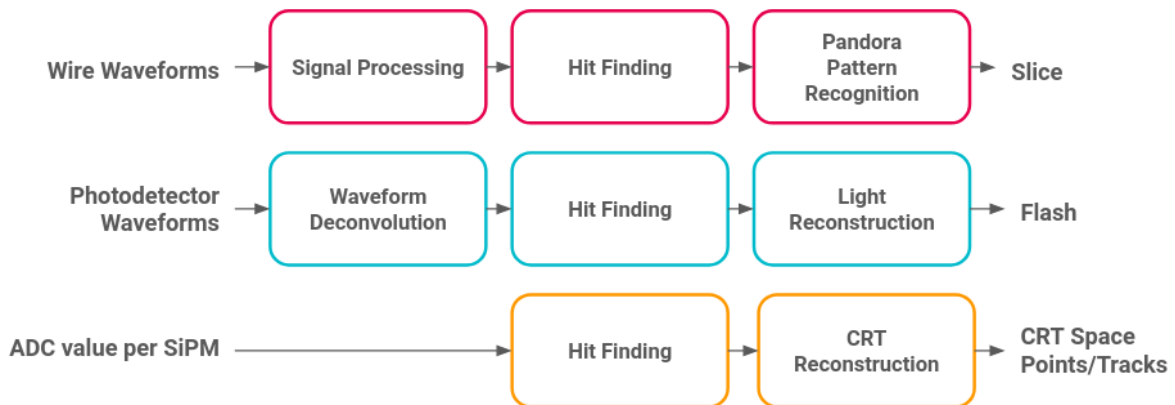 Wire Waveforms
Signal Processing
Hit Finding
Pandora
Pattern
Recognition
Slice
Photodetector
Waveforms
Waveform
Deconvolution
Hit Finding
Light
Reconstruction
Flash
ADC value per SiPM
Hit Finding
CRT
Reconstruction
CRT Space
Points/Tracks